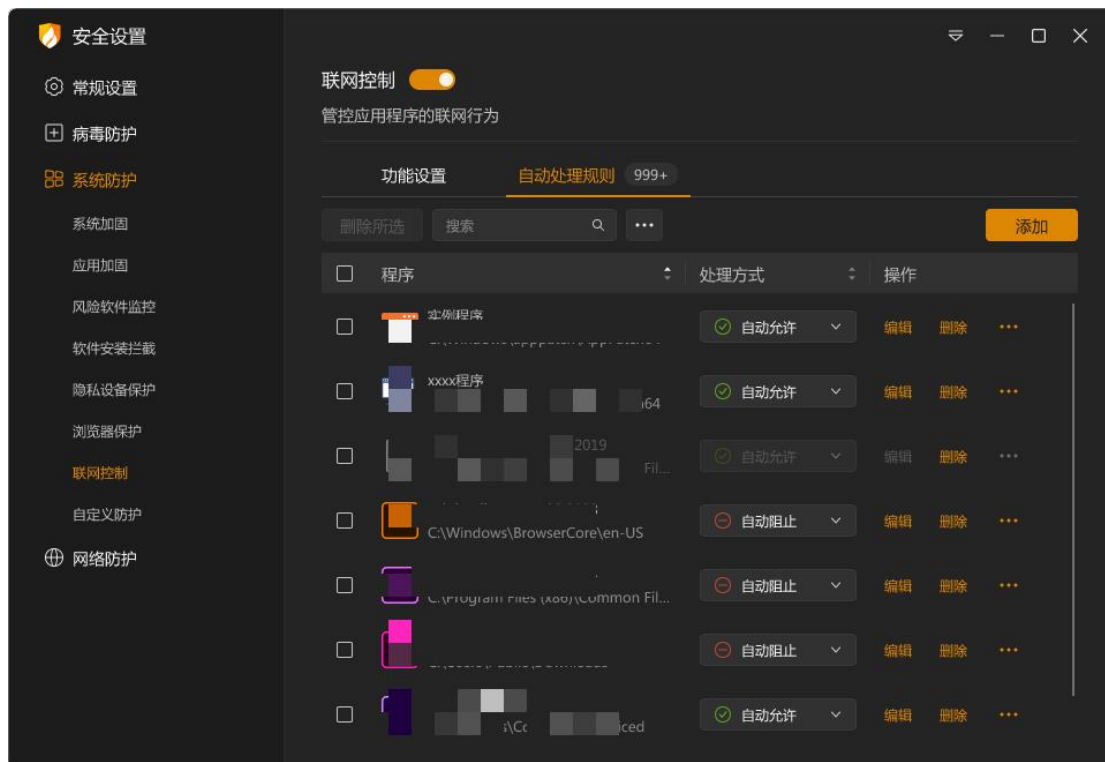 安全设置
常规设置
病毒防护
系统防护
系统加固
应用加固
风险软件监控
软件安装拦截
隐私设备保护
浏览器保护
联网控制
自定义防护
网络防护
联网控制
管控应用程序的联网行为
功能设置 自动处理规则 999+
删除所选 搜索 添加
程序 处理方式 操作
实例程序
自动允许 编辑 删除
xxxx程序
64
自动允许 编辑 删除
2019
Fil...
自动允许 编辑 删除
C:\Windows\BrowserCore\en-US
自动阻止 编辑 删除
C:\Program Files (x86)\Common Fil...
自动阻止 编辑 删除
自动阻止 编辑 删除
自动允许 编辑 删除